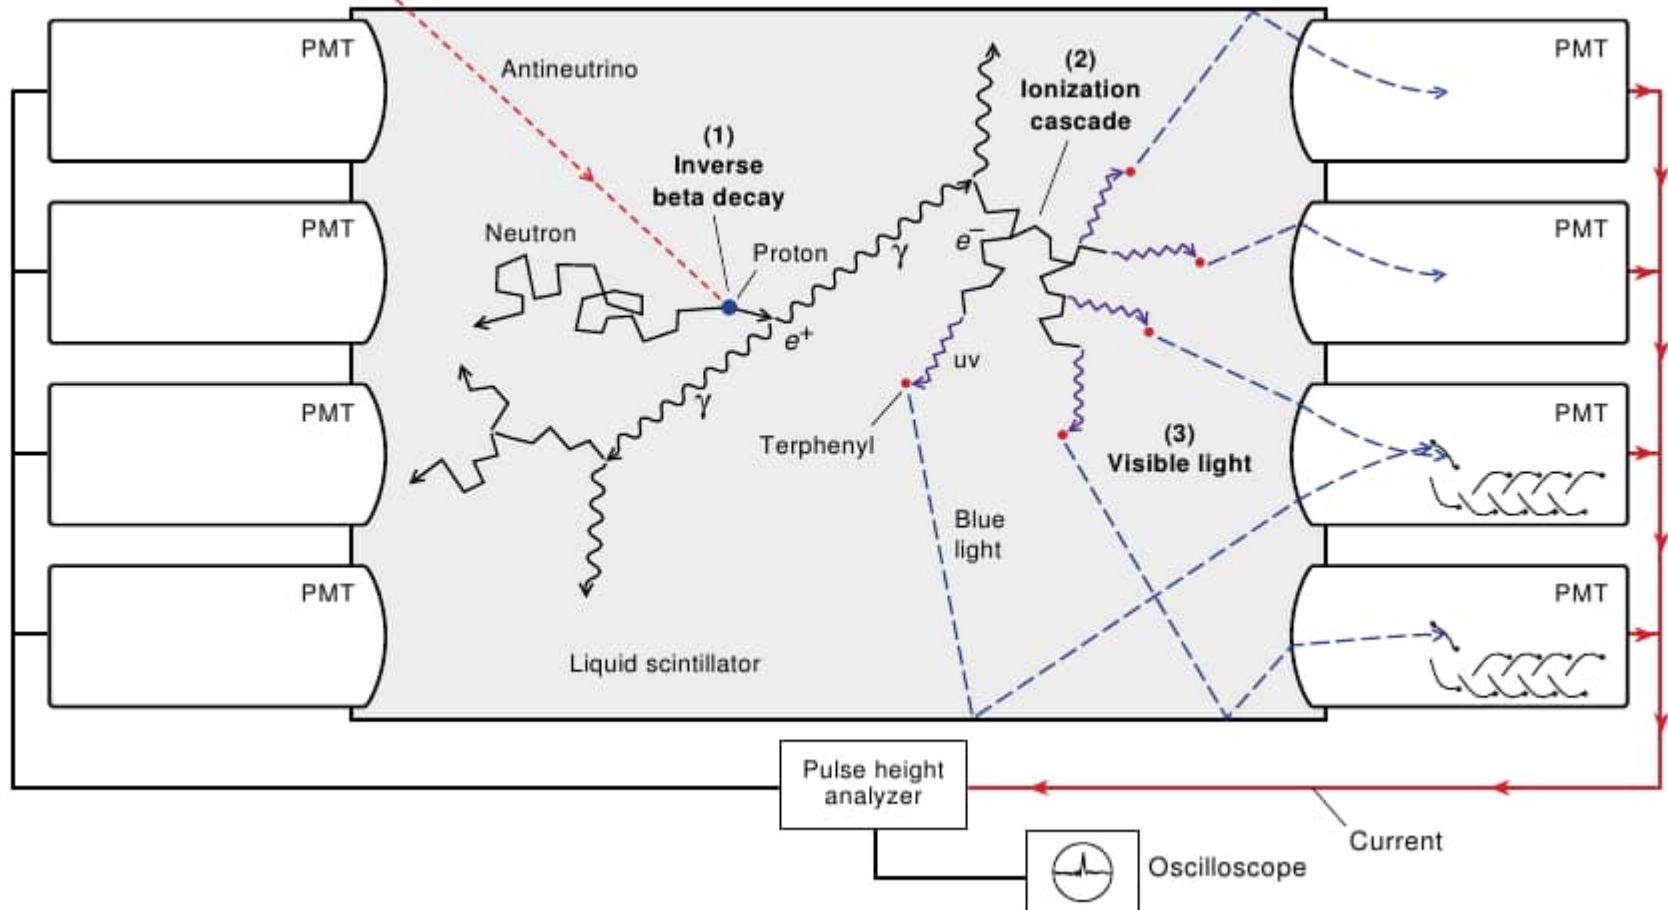 PMT
PMT
Antineutrino
(2)
Ionization
cascade
(1)
Inverse
beta decay
PMT
PMT
Neutron
Proton
γ
e−
e+
uv
γ
PMT
PMT
Terphenyl
(3)
Visible light
Blue
light
PMT
PMT
Liquid scintillator
Pulse height
analyzer
Current
Oscilloscope